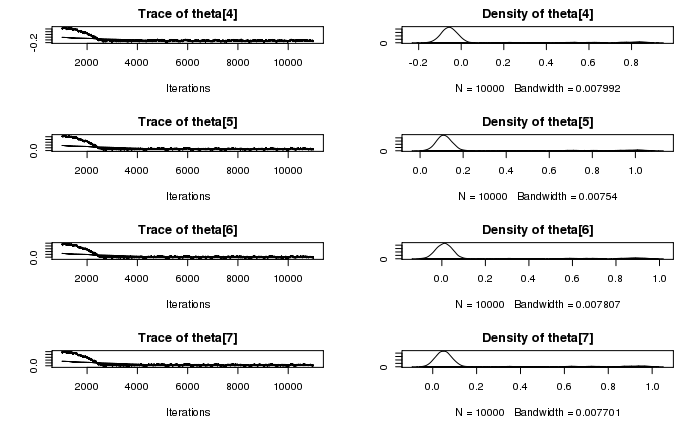 Trace of theta[4] Density of theta[4]
-0.2 0
2000 4000 6000 8000 10000 -0.2 0.0 0.2 0.4 0.6 0.8
Iterations N = 10000 Bandwidth = 0.007992
Trace of theta[5] Density of theta[5]
0.0 0
2000 4000 6000 8000 10000 0.0 0.2 0.4 0.6 0.8 1.0
Iterations N = 10000 Bandwidth = 0.00754
Trace of theta[6] Density of theta[6]
0.0 0
2000 4000 6000 8000 10000 0.0 0.2 0.4 0.6 0.8 1.0
Iterations N = 10000 Bandwidth = 0.007807
Trace of theta[7] Density of theta[7]
0.0 0
2000 4000 6000 8000 10000 0.0 0.2 0.4 0.6 0.8 1.0
Iterations N = 10000 Bandwidth = 0.007701